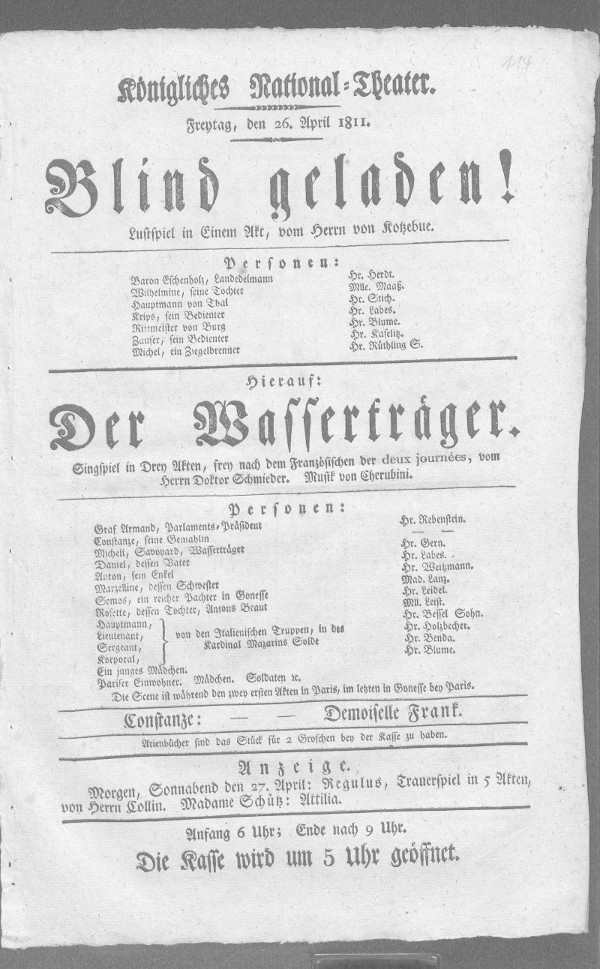 114
Königliches National-Theater.
Freytag, den 26. April 1811.
Blind geladen!
Lustspiel in Einem Akt, vom Herrn von Kotzebue.
Personen:
Baron Eschenholz, Landedelmann Hr. Herdt.
Wilhelmine, seine Tochter Mlle. Maaß.
Hauptmann von Thal Hr. Stich.
Krips, sein Bedienter Hr. Labes.
Rittmeister von Burg Hr. Blume.
Zauser, sein Bedienter Hr. Kaselitz.
Michel, ein Ziegelbrenner Hr. Rüthling S.
Hierauf:
Der Wasserträger.
Singspiel in Drey Akten, frey nach dem Französischen der deux journées, vom
Herrn Doktor Schmieder. Musik von Cherubini.
Personen:
Graf Armand, Parlaments-Präsident Hr. Rebenstein.
Constanze, seine Gemahlin — —
Micheli, Savoyard, Wasserträger Hr. Gern.
Daniel, dessen Vater Hr. Labes.
Anton, sein Enkel Hr. Weitzmann.
Marzelline, dessen Schwester Mad. Lanz.
Semos, ein reicher Pachter in Gonesse Hr. Leidel.
Rosette, dessen Tochter, Antons Braut Mll. Leist.
Hauptmann, Hr. Bessel Sohn.
Lieutenant, von den Italienischen Truppen, in des Hr. Holzbecher.
Sergeant, Kardinal Mazarins Solde Hr. Benda.
Korporal, Hr. Blume.
Ein junges Mädchen.
Pariser Einwohner. Mädchen. Soldaten ꝛc.
Die Scene ist während den zwey ersten Akten in Paris, im letzten in Gonesse bey Paris.
Constanze: — — Demoiselle Frank.
Arienbücher sind das Stück für 2 Groschen bey der Kasse zu haben.
Anzeige.
Morgen, Sonnabend den 27. April: Regulus, Trauerspiel in 5 Akten,
von Herrn Collin. Madame Schütz: Attilia.
Anfang 6 Uhr; Ende nach 9 Uhr.
Die Kasse wird um 5 Uhr geöffnet.